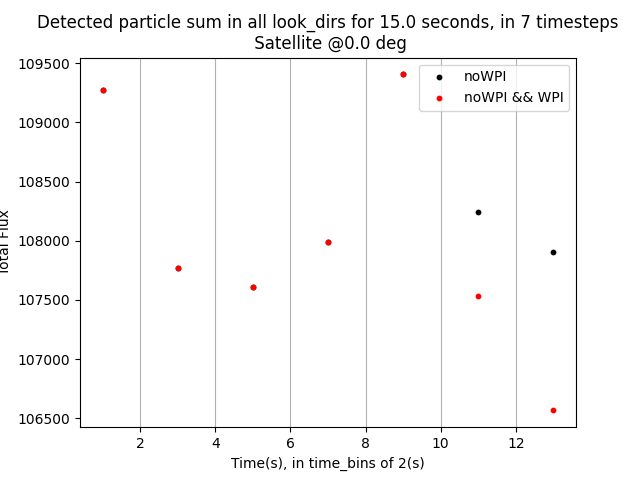 Detected particle sum in all look_dirs for 15.0 seconds, in 7 timesteps
Satellite @0.0 deg
noWPI
noWPI && WPI
109500
109000
108500
108000
107500
107000
106500
Total Flux
2 4 6 8 10 12
Time(s), in time_bins of 2(s)